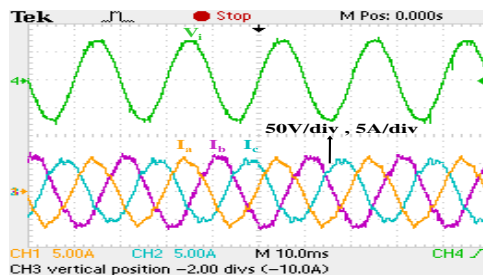 Tek Stop M Pos: 0.000s
Vi
4
50V/div , 5A/div
Ia Ib Ic
3
CH1 5.00A CH2 5.00A M 10.0ms CH4
CH3 vertical position −2.00 divs (−10.0A)